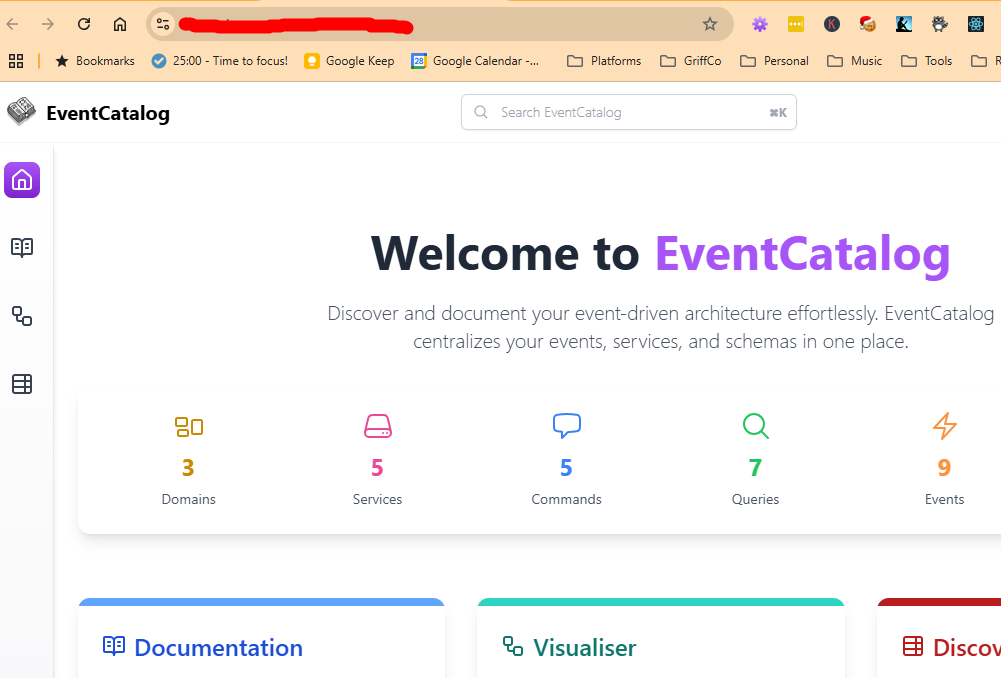 Bookmarks 25:00 - Time to focus! Google Keep 28 Google Calendar -... Platforms GriffCo Personal Music Tools R
EventCatalog
Search EventCatalog ⌘K
Welcome to EventCatalog
Discover and document your event-driven architecture effortlessly. EventCatalog
centralizes your events, services, and schemas in one place.
3 5 5 7 9
Domains Services Commands Queries Events
Documentation Visualiser Discov